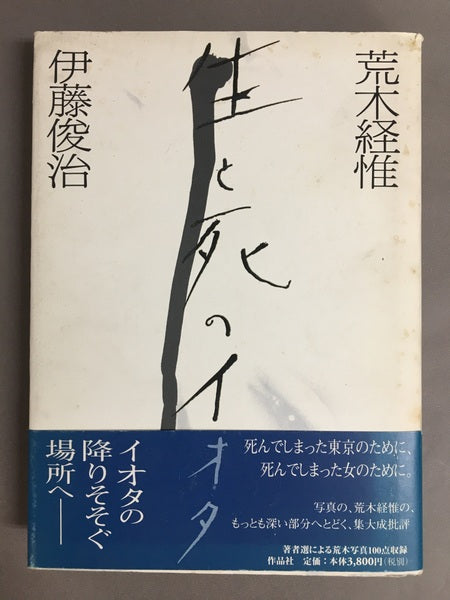 荒木経惟
生と死のイオタ
伊藤俊治
死んでしまった東京のために、
死んでしまった女のために。
写真の、荒木経惟の、
もっとも深い部分へとどく、集大成批評
著者選による荒木写真100点収録
作品社 定価:本体3,800円(税別)
イオタの
降りそそぐ
場所へ──